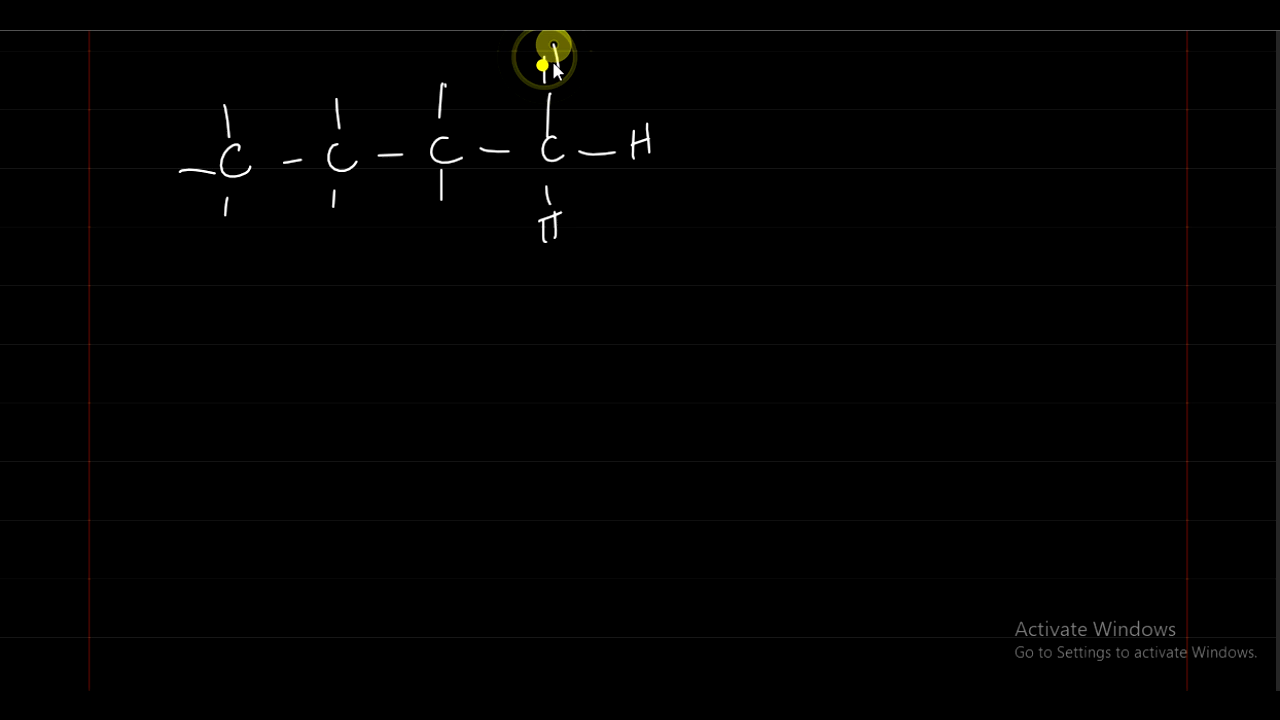 C - C - C - C - H
H
Activate Windows
Go to Settings to activate Windows.